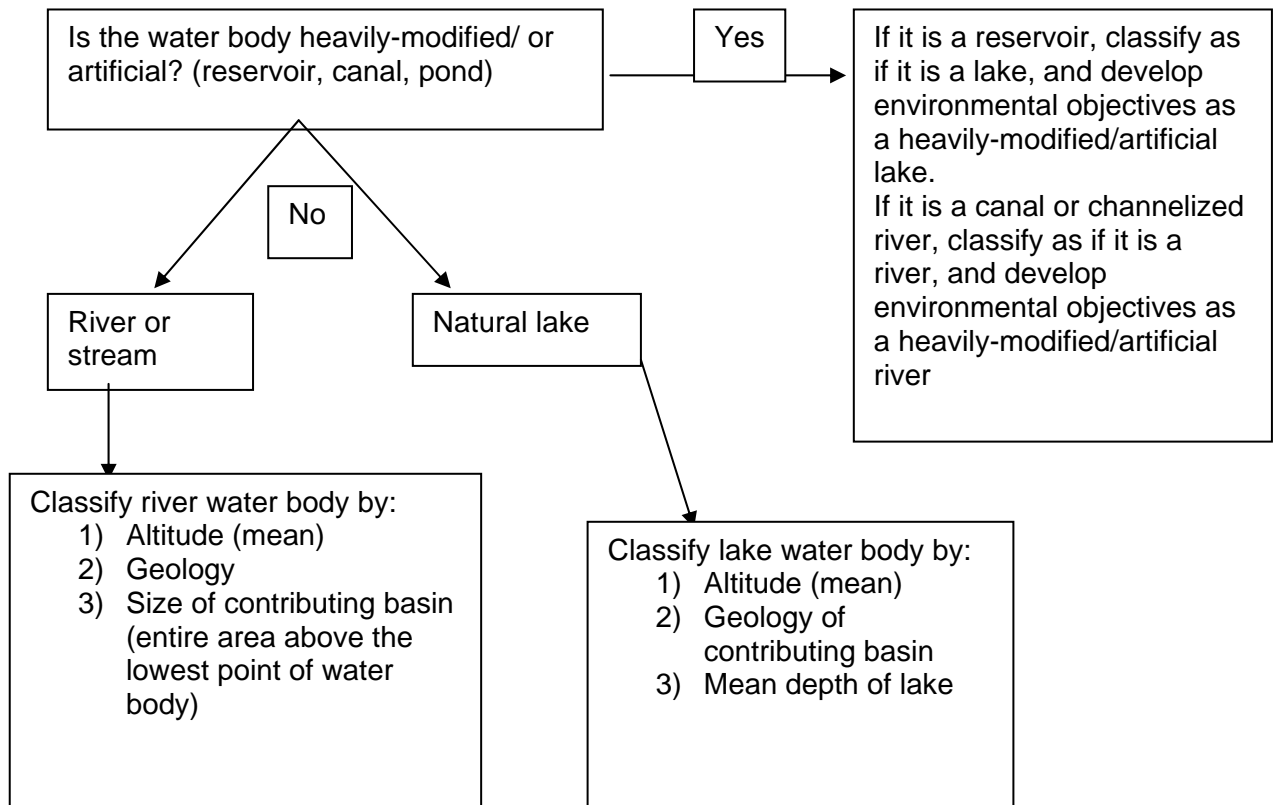 Is the water body heavily-modified/ or
artificial? (reservoir, canal, pond)
Yes
If it is a reservoir, classify as
if it is a lake, and develop
environmental objectives as
a heavily-modified/artificial
lake.
If it is a canal or channelized
river, classify as if it is a
river, and develop
environmental objectives as
a heavily-modified/artificial
river
No
River or
stream
Natural lake
Classify river water body by:
1) Altitude (mean)
2) Geology
3) Size of contributing basin
(entire area above the
lowest point of water
body)
Classify lake water body by:
1) Altitude (mean)
2) Geology of
contributing basin
3) Mean depth of lake